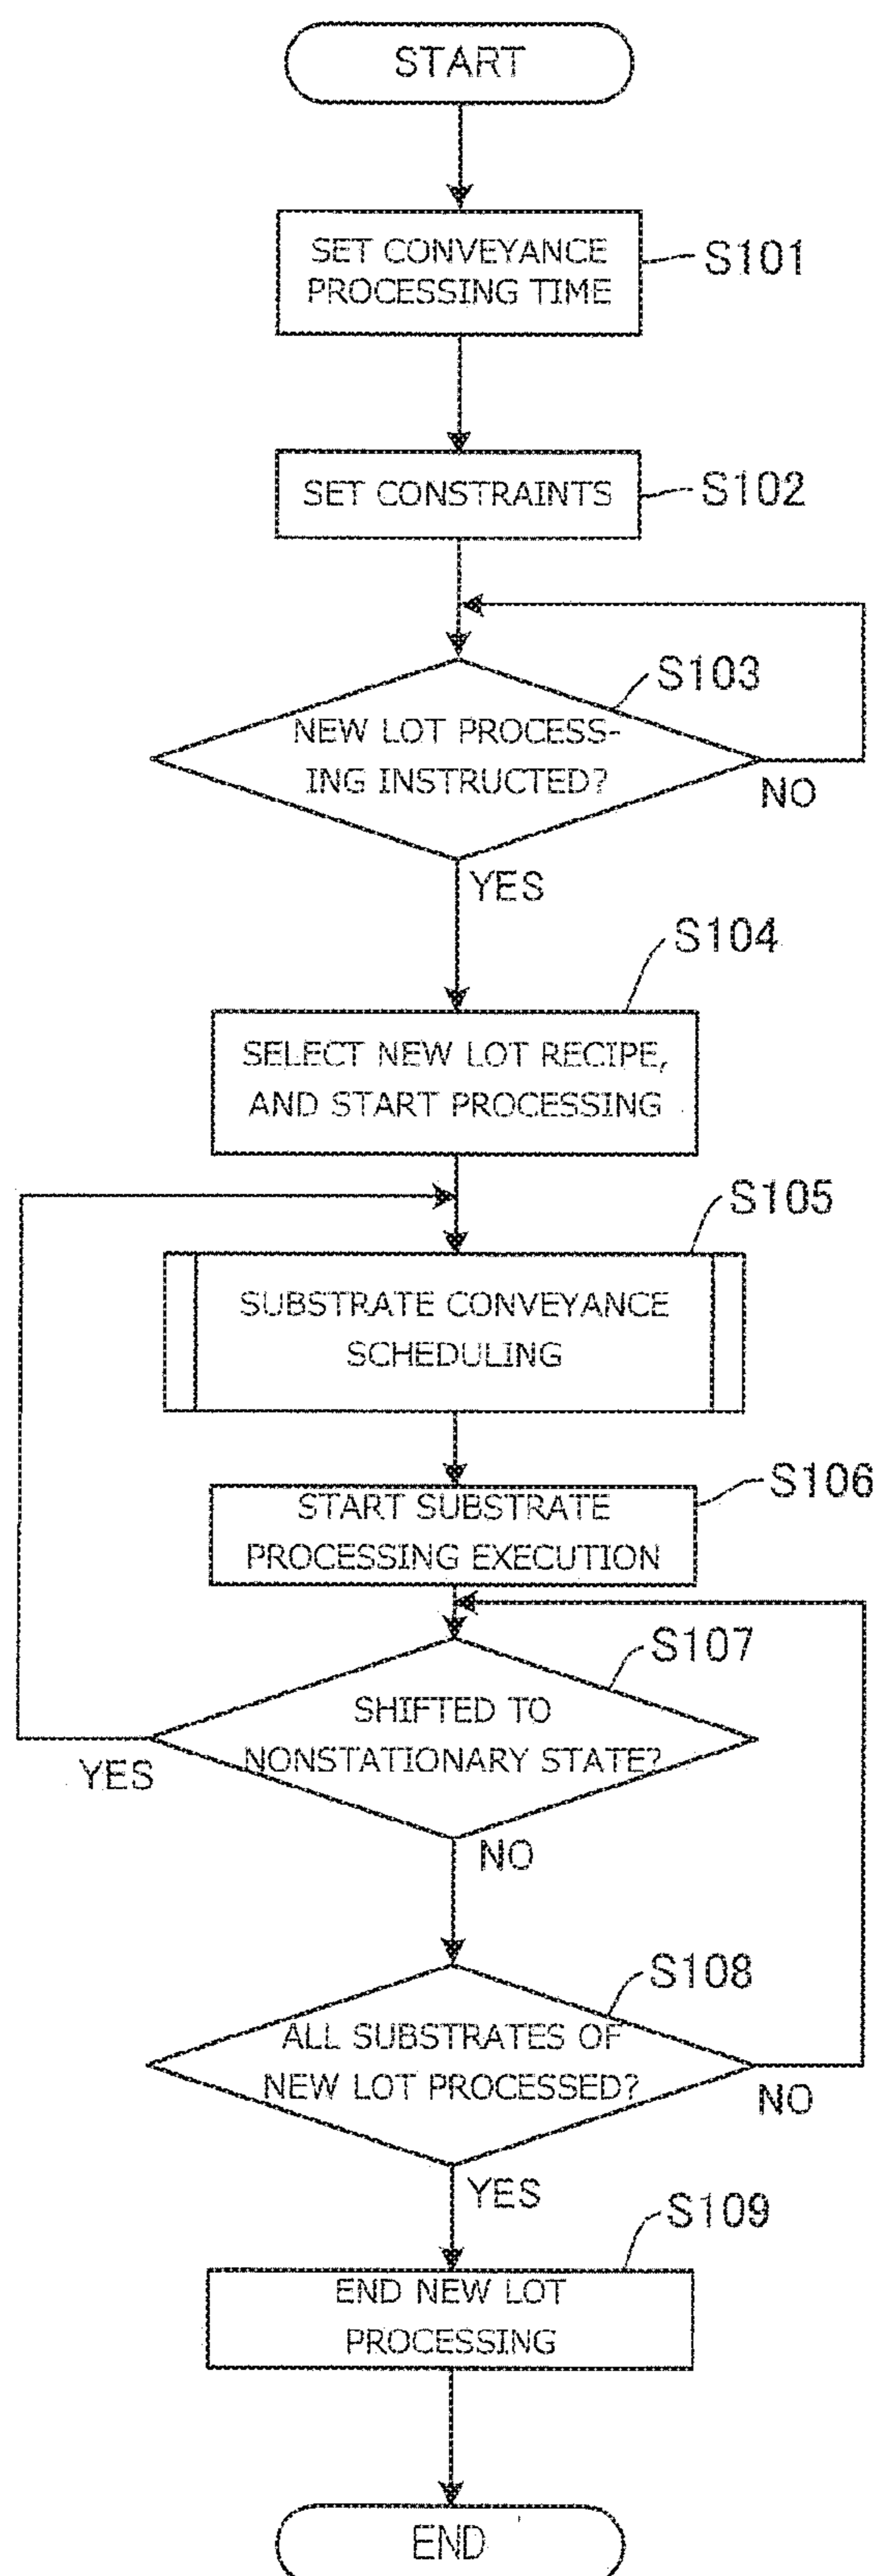 START
SET CONVEYANCE
PROCESSING TIME
S101
SET CONSTRAINTS
S102
S103
NEW LOT PROCESS-
ING INSTRUCTED?
NO
YES
S104
SELECT NEW LOT RECIPE,
AND START PROCESSING
S105
SUBSTRATE CONVEYANCE
SCHEDULING
S106
START SUBSTRATE
PROCESSING EXECUTION
S107
SHIFTED TO
NONSTATIONARY STATE?
YES
NO
S108
ALL SUBSTRATES OF
NEW LOT PROCESSED?
NO
YES
S109
END NEW LOT
PROCESSING
END